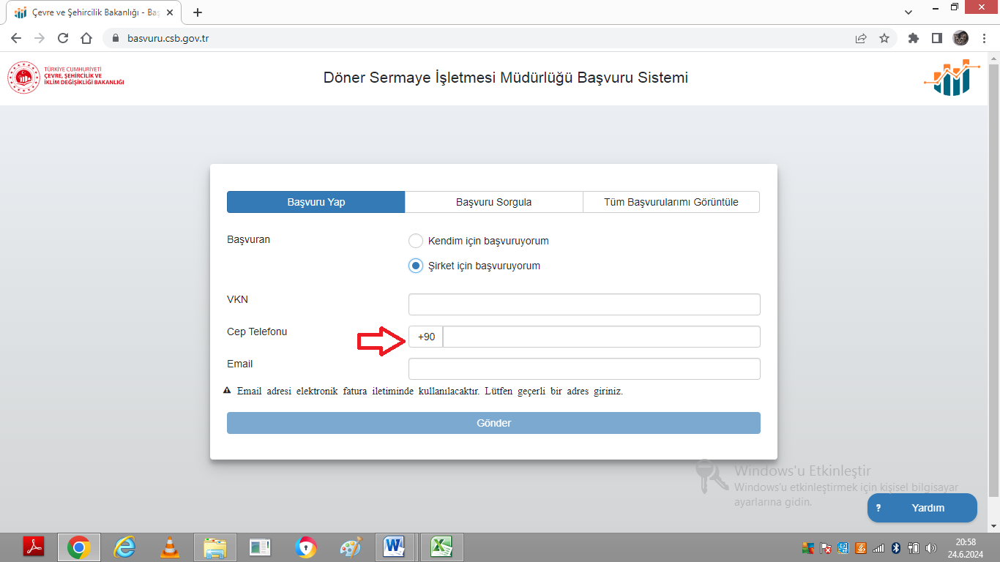 Çevre ve Şehircilik Bakanlığı - Baş
basvuru.csb.gov.tr
TÜRKİYE CUMHURİYETİ
ÇEVRE, ŞEHİRCİLİK VE
İKLİM DEĞİŞİKLİĞİ BAKANLIĞI
Döner Sermaye İşletmesi Müdürlüğü Başvuru Sistemi
Başvuru Yap
Başvuru Sorgula
Tüm Başvurularımı Görüntüle
Başvuran
Kendim için başvuruyorum
Şirket için başvuruyorum
VKN
Cep Telefonu
+90
Email
Email adresi elektronik fatura iletiminde kullanılacaktır. Lütfen geçerli bir adres giriniz.
Gönder
Windows'u Etkinleştir
Windows'u etkinleştirmek için kişisel bilgisayar
ayarlarına gidin.
? Yardım
20:58
24.6.2024